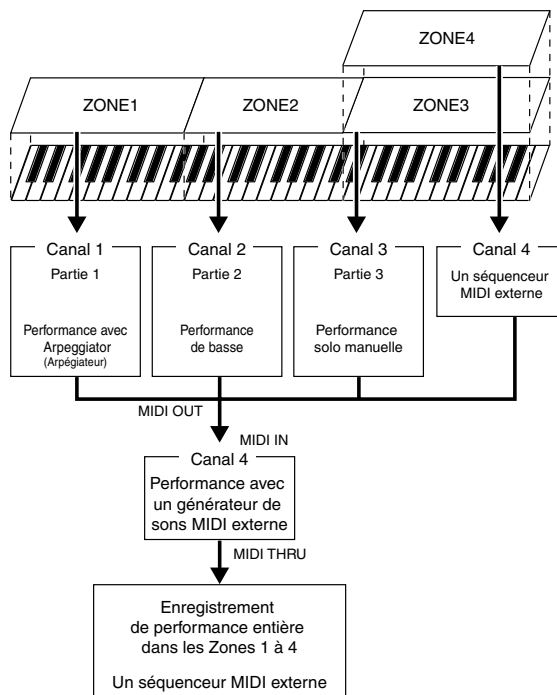 ZONE4
ZONE1
ZONE2
ZONE3
Canal 1
Partie 1
Performance avec
Arpeggiator
(Arpégiateur)
Canal 2
Partie 2
Performance
de basse
Canal 3
Partie 3
Performance
solo manuelle
Canal 4
Un séquenceur
MIDI externe
MIDI OUT
MIDI IN
Canal 4
Performance avec
un générateur de
sons MIDI externe
MIDI THRU
Enregistrement
de performance entière
dans les Zones 1 à 4
Un séquenceur MIDI externe